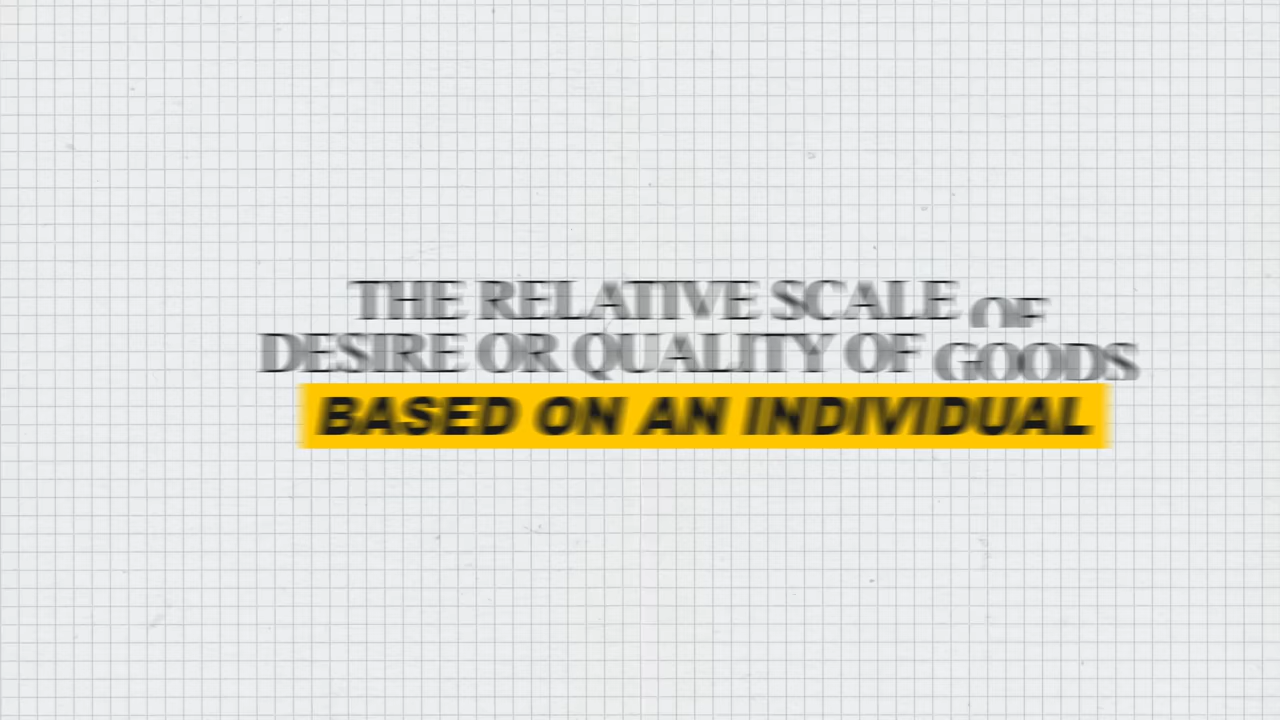 THE RELATIVE SCALE OF
DESIRE OR QUALITY OF GOODS
BASED ON AN INDIVIDUAL